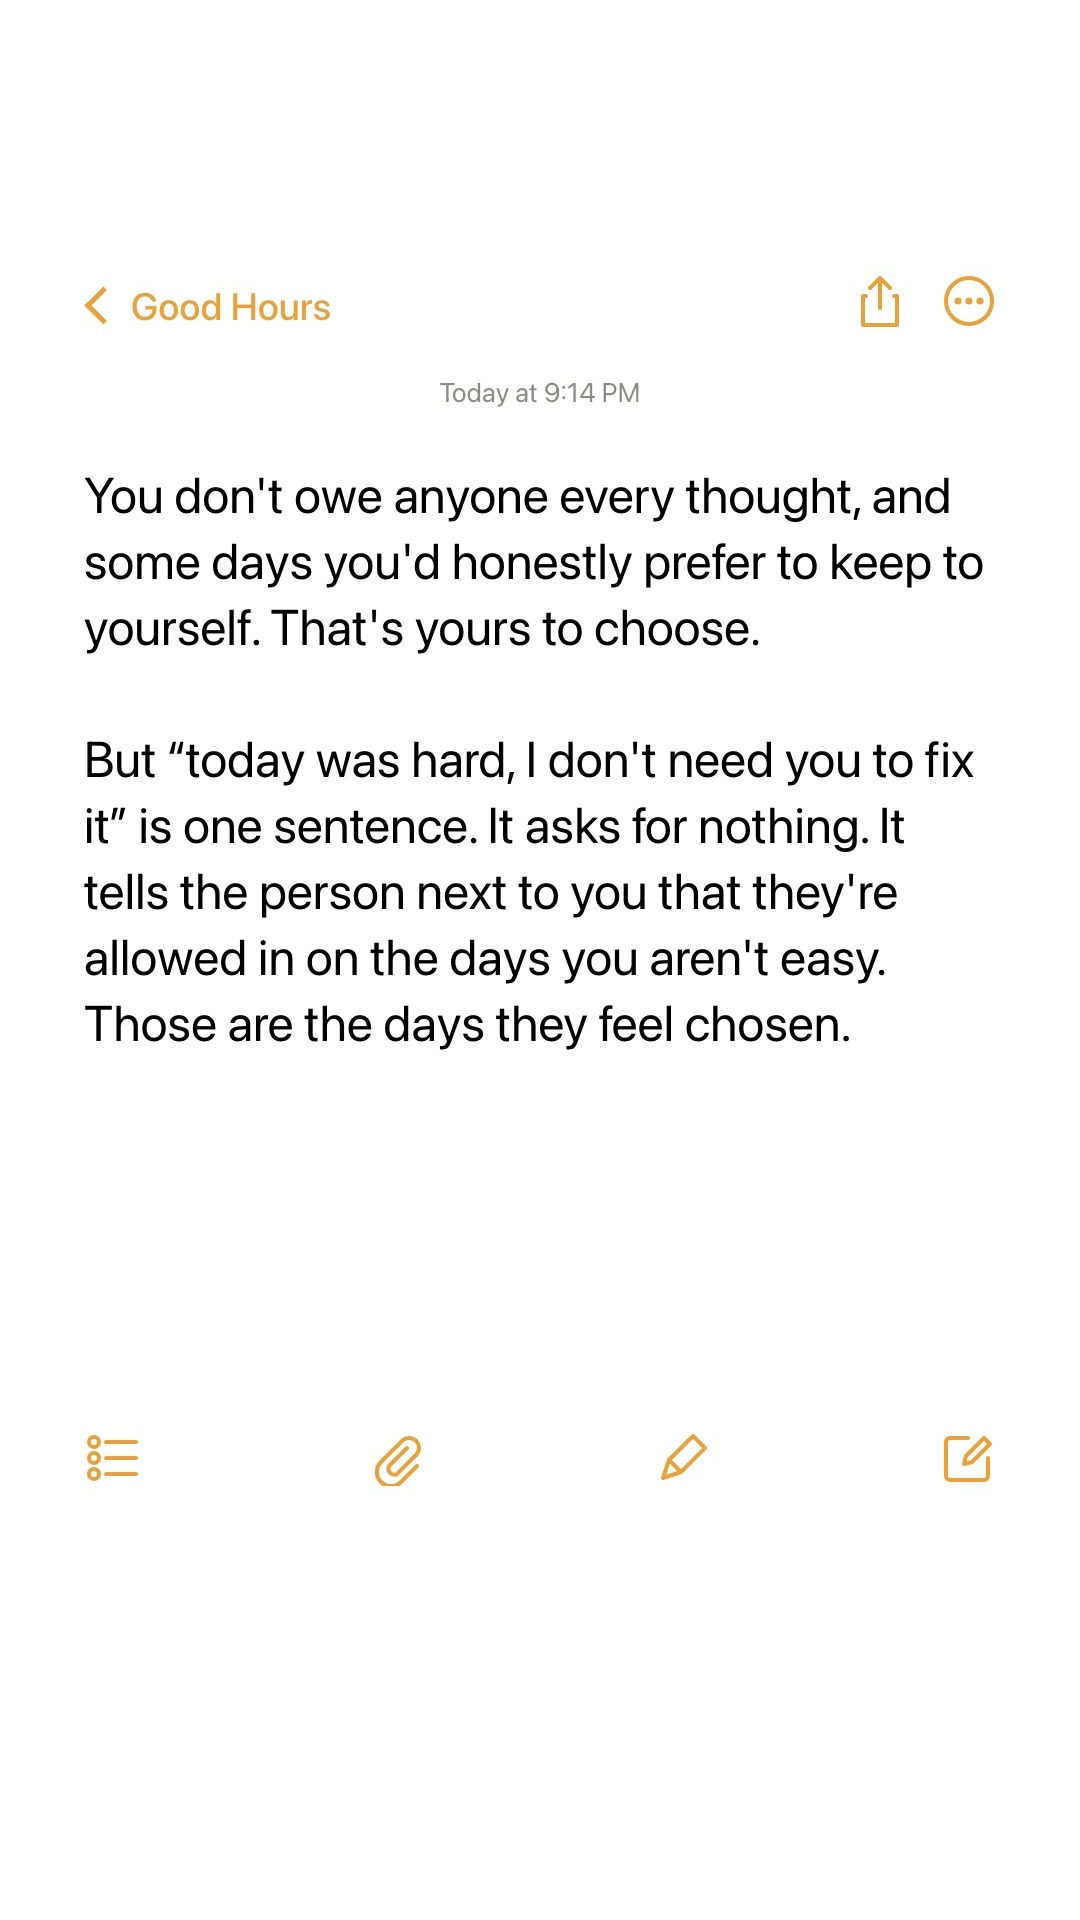 Good Hours
Today at 9:14 PM
You don't owe anyone every thought, and
some days you'd honestly prefer to keep to
yourself. That's yours to choose.
But “today was hard, I don't need you to fix
it” is one sentence. It asks for nothing. It
tells the person next to you that they're
allowed in on the days you aren't easy.
Those are the days they feel chosen.